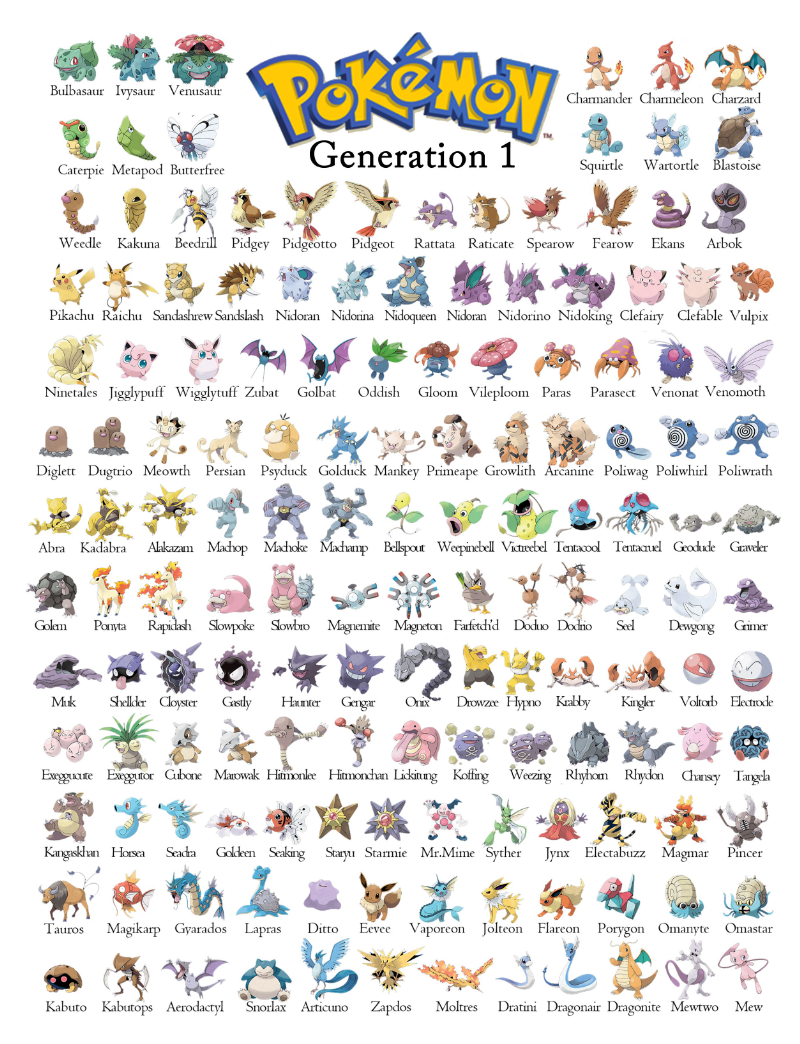 Bulbasaur Ivysaur Venusaur
POKéMON
TM
Charmander Charmeleon Charzard
Generation 1
Caterpie Metapod Butterfree
Squirtle Wartortle Blastoise
Weedle Kakuna Beedrill Pidgey Pidgeotto Pidgeot Rattata Raticate Spearow Fearow Ekans Arbok
Pikachu Raichu Sandashrew Sandslash Nidoran Nidorina Nidoqueen Nidoran Nidorino Nidoking Clefairy Clefable Vulpix
Ninetales Jigglypuff Wigglytuff Zubat Golbat Oddish Gloom Vileploom Paras Parasect Venonat Venomoth
Diglett Dugtrio Meowth Persian Psyduck Golduck Mankey Primeape Growlith Arcanine Poliwag Poliwhirl Poliwrath
Abra Kadabra Alakazam Machop Machoke Machamp Bellspout Weepinebell Victreebel Tentacool Tentacruel Geodude Graveler
Golem Ponyta Rapidash Slowpoke Slowbro Magnemite Magneton Farfetch'd Doduo Dodrio Seel Dewgong Grimer
Muk Shellder Cloyster Gastly Haunter Gengar Onix Drowzee Hypno Krabby Kingler Voltorb Electrode
Exeggucute Exeggutor Cubone Marowak Hitmonlee Hitmonchan Lickitung Koffing Weezing Rhyhorn Rhydon Chansey Tangela
Kangaskhan Horsea Seadra Goldeen Seaking Staryu Starmie Mr.Mime Syther Jynx Electabuzz Magmar Pincer
Tauros Magikarp Gyarados Lapras Ditto Eevee Vaporeon Jolteon Flareon Porygon Omanyte Omastar
Kabuto Kabutops Aerodactyl Snorlax Articuno Zapdos Moltres Dratini Dragonair Dragonite Mewtwo Mew